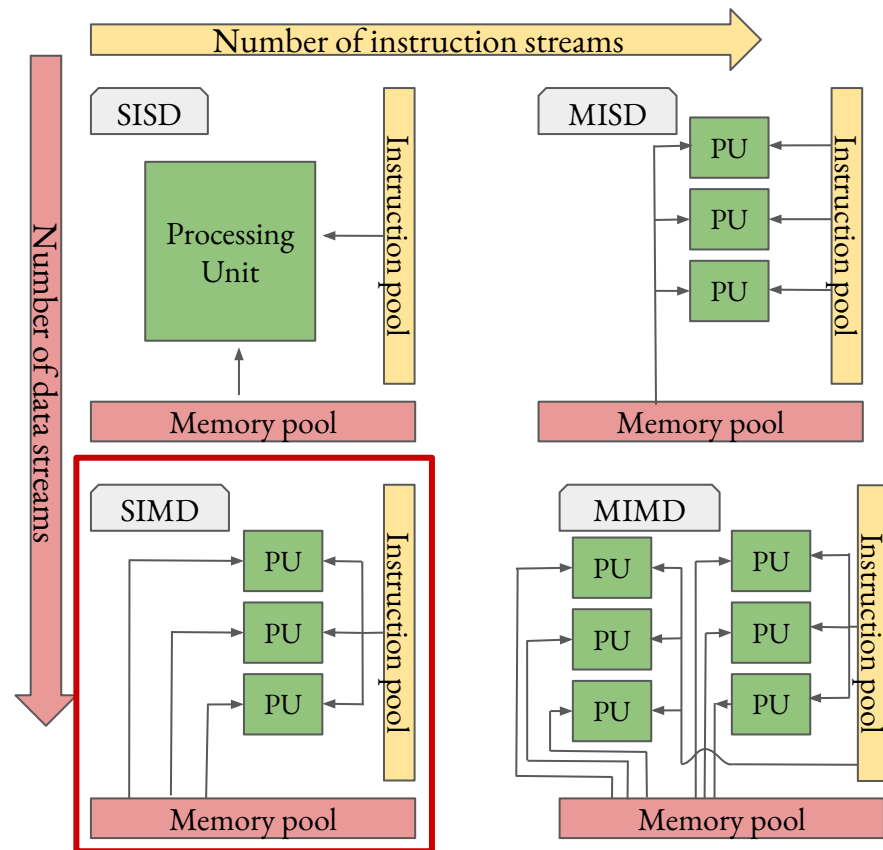 Number of instruction streams
Number of data streams
SISD
Processing
Unit
Instruction pool
Memory pool
MISD
PU
PU
PU
Instruction pool
Memory pool
SIMD
PU
PU
PU
Instruction pool
Memory pool
MIMD
PU
PU
PU
PU
PU
PU
Instruction pool
Memory pool